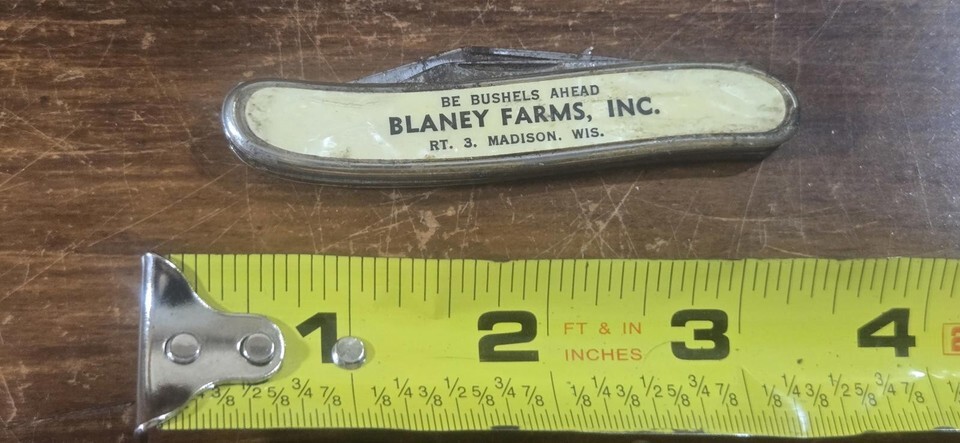 BE BUSHELS AHEAD
BLANEY FARMS, INC.
RT. 3. MADISON. WIS.
1 2 FT & IN 3 4
INCHES
3/8 1/2 5/8 3/4 7/8 1/8 1/4 3/8 1/2 5/8 3/4 7/8 1/8 1/4 3/8 1/2 5/8 3/4 7/8 1/8 1/4 3/8 1/2 5/8 3/4 7/8